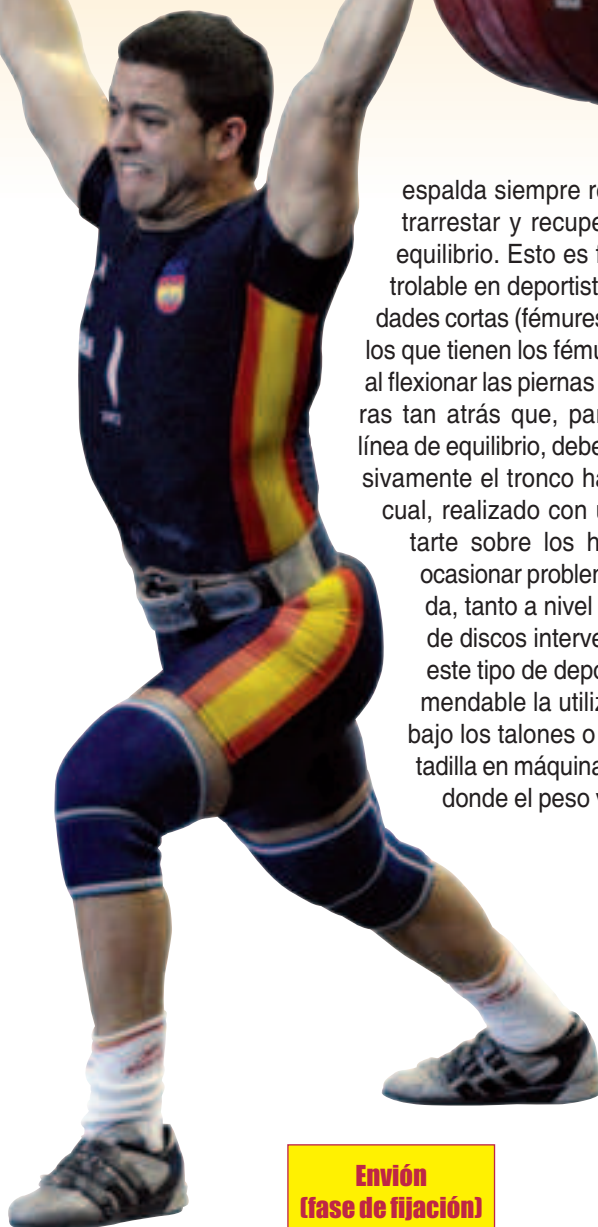 espalda siempre re
trarrestar y recupe
equilibrio. Esto es f
trolable en deportist
dades cortas (fémures
los que tienen los fému
al flexionar las piernas
ras tan atrás que, par
línea de equilibrio, debe
sivamente el tronco ha
cual, realizado con u
tarte sobre los h
ocasionar problem
da, tanto a nivel
de discos interve
este tipo de depo
mendable la utiliz
bajo los talones o
tadilla en máquina
donde el peso v
Envión
(fase de fijación)